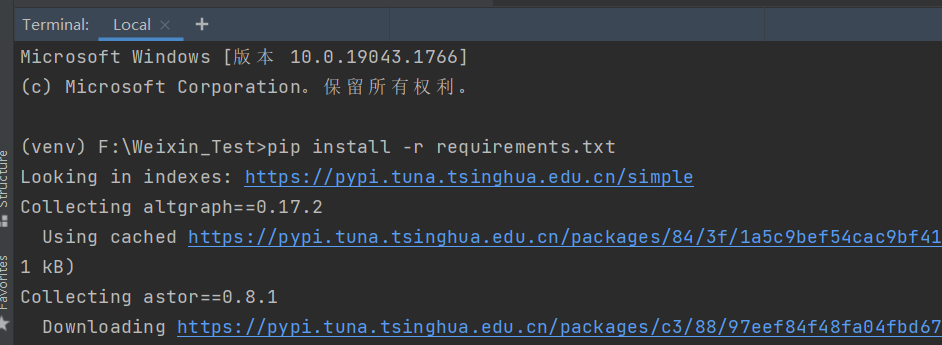 Terminal: Local × +
Microsoft Windows [版本 10.0.19043.1766]
(c) Microsoft Corporation。保留所有权利。
(venv) F:\Weixin_Test>pip install -r requirements.txt
Looking in indexes: https://pypi.tuna.tsinghua.edu.cn/simple
Collecting altgraph==0.17.2
Using cached https://pypi.tuna.tsinghua.edu.cn/packages/84/3f/1a5c9bef54cac9bf41
1 kB)
Collecting astor==0.8.1
Downloading https://pypi.tuna.tsinghua.edu.cn/packages/c3/88/97eef84f48fa04fbd67
Structure
Favorites